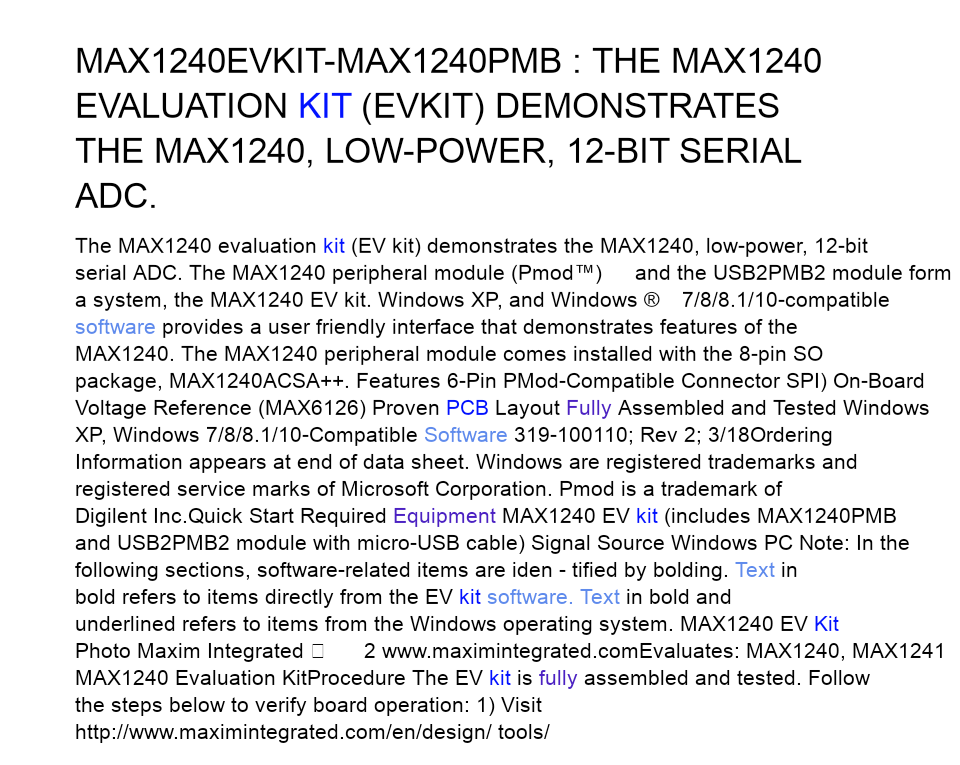 MAX1240EVKIT-MAX1240PMB : THE MAX1240
EVALUATION KIT (EVKIT) DEMONSTRATES
THE MAX1240, LOW-POWER, 12-BIT SERIAL
ADC.
The MAX1240 evaluation kit (EV kit) demonstrates the MAX1240, low-power, 12-bit
serial ADC. The MAX1240 peripheral module (Pmod™) and the USB2PMB2 module form
a system, the MAX1240 EV kit. Windows XP, and Windows ® 7/8/8.1/10-compatible
software provides a user friendly interface that demonstrates features of the
MAX1240. The MAX1240 peripheral module comes installed with the 8-pin SO
package, MAX1240ACSA++. Features 6-Pin PMod-Compatible Connector SPI) On-Board
Voltage Reference (MAX6126) Proven PCB Layout Fully Assembled and Tested Windows
XP, Windows 7/8/8.1/10-Compatible Software 319-100110; Rev 2; 3/18Ordering
Information appears at end of data sheet. Windows are registered trademarks and
registered service marks of Microsoft Corporation. Pmod is a trademark of
Digilent Inc.Quick Start Required Equipment MAX1240 EV kit (includes MAX1240PMB
and USB2PMB2 module with micro-USB cable) Signal Source Windows PC Note: In the
following sections, software-related items are iden - tified by bolding. Text in
bold refers to items directly from the EV kit software. Text in bold and
underlined refers to items from the Windows operating system. MAX1240 EV Kit
Photo Maxim Integrated □ 2 www.maximintegrated.comEvaluates: MAX1240, MAX1241
MAX1240 Evaluation KitProcedure The EV kit is fully assembled and tested. Follow
the steps below to verify board operation: 1) Visit
http://www.maximintegrated.com/en/design/ tools/